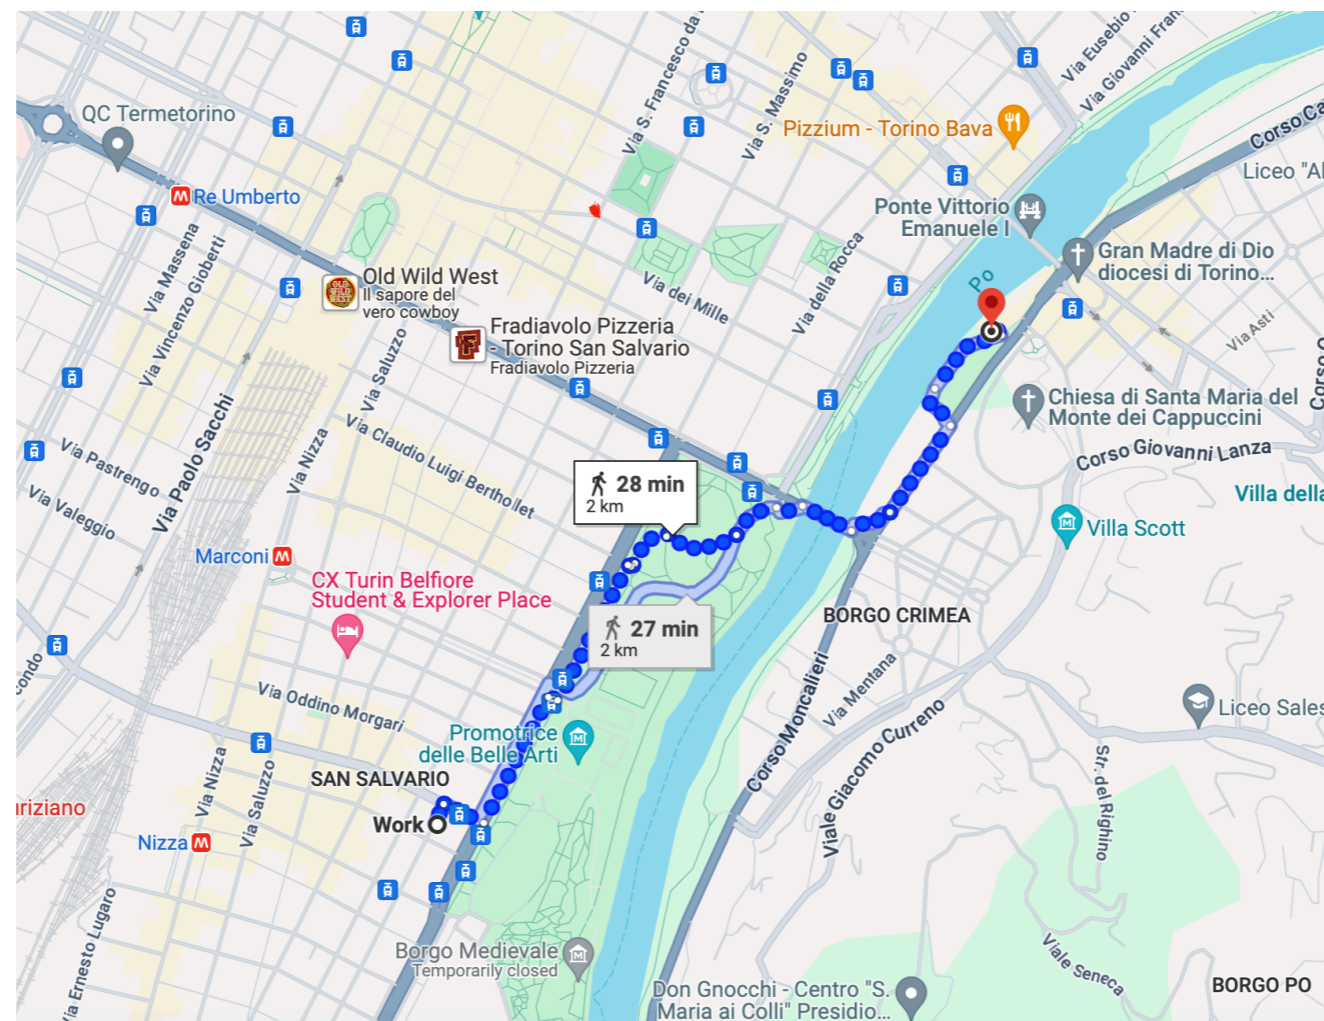 Via Eusebio
Via Giovanni Fran
Via S. Francesco da
Via S. Massimo
QC Termetorino
Pizzium - Torino Bava
Corso Ca
Liceo "Al
Re Umberto
Ponte Vittorio
Emanuele I
Via Massena
Via Vincenzo Gioberti
Gran Madre di Dio
diocesi di Torino...
Old Wild West
Il sapore del
vero cowboy
OLD
WILD
WEST
Via dei Mille
Via della Rocca
Po
Fradiavolo Pizzeria
- Torino San Salvario
Fradiavolo Pizzeria
Via Asti
Via Saluzzo
Corso
Chiesa di Santa Maria del
Monte dei Cappuccini
Via Paolo Sacchi
Via Nizza
Via Claudio Luigi Berthollet
Via Pastrengo
Corso Giovanni Lanza
Via Valeggio
28 min
2 km
Villa della
Villa Scott
Marconi
CX Turin Belfiore
Student & Explorer Place
27 min
2 km
BORGO CRIMEA
condo
Via Oddino Morgari
Via Mentana
Corso Moncalieri
Viale Giacomo Curreno
Liceo Sales
Promotrice
delle Belle Arti
Via Nizza
Via Saluzzo
SAN SALVARIO
Str. del Righino
uriziano
Work
Nizza
Via Ernesto Lugaro
Borgo Medievale
Temporarily closed
Viale Seneca
BORGO PO
Don Gnocchi - Centro "S.
Maria ai Colli" Presidio...